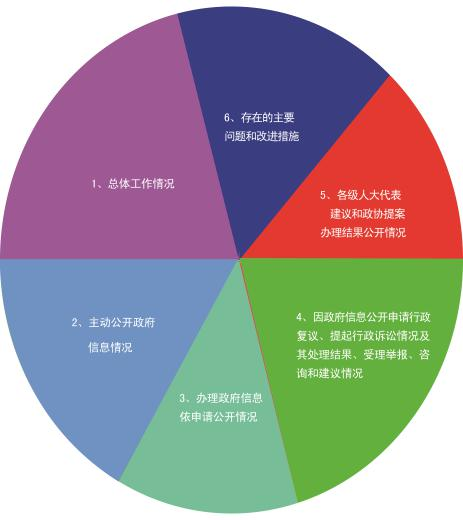 1、总体工作情况
2、主动公开政府
信息情况
3、办理政府信息
依申请公开情况
4、因政府信息公开申请行政
复议、提起行政诉讼情况及
其处理结果、受理举报、咨
询和建议情况
5、各级人大代表
建议和政协提案
办理结果公开情况
6、存在的主要
问题和改进措施